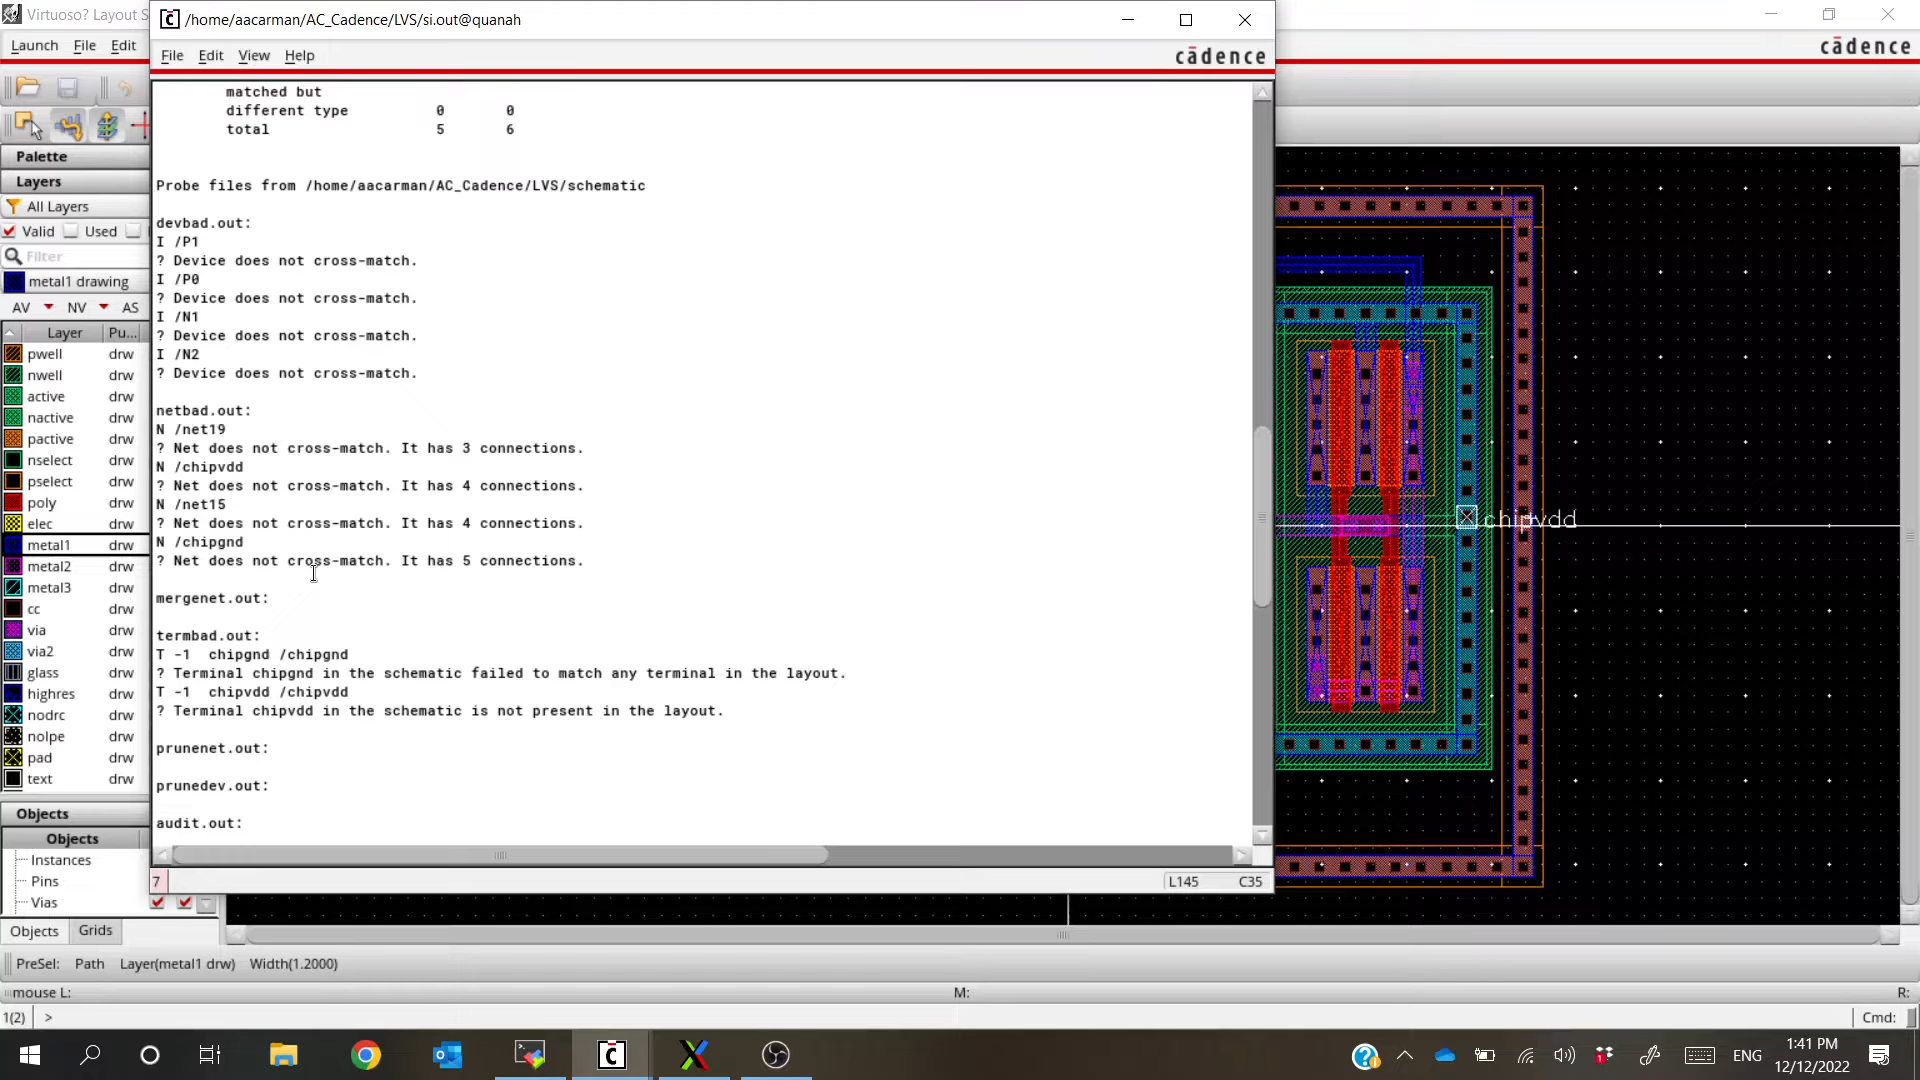 Virtuoso? Layout S
/home/aacarman/AC_Cadence/LVS/si.out@quanah
Launch File Edit
File Edit View Help
cādence
cādence
matched but
different type 0 0
total 5 6
Probe files from /home/aacarman/AC_Cadence/LVS/schematic
devbad.out:
I /P1
? Device does not cross-match.
I /P0
? Device does not cross-match.
I /N1
? Device does not cross-match.
I /N2
? Device does not cross-match.
netbad.out:
N /net19
? Net does not cross-match. It has 3 connections.
N /chipvdd
? Net does not cross-match. It has 4 connections.
N /net15
? Net does not cross-match. It has 4 connections.
N /chipgnd
? Net does not cross-match. It has 5 connections.
mergenet.out:
termbad.out:
T -1 chipgnd /chipgnd
? Terminal chipgnd in the schematic failed to match any terminal in the layout.
T -1 chipvdd /chipvdd
? Terminal chipvdd in the schematic is not present in the layout.
prunenet.out:
prunedev.out:
audit.out:
7
L145 C35
Palette
Layers
All Layers
Valid Used
Filter
metal1 drawing
AV NV AS
Layer Pu...
pwell drw
nwell drw
active drw
nactive drw
pactive drw
nselect drw
pselect drw
poly drw
elec drw
metal1 drw
metal2 drw
metal3 drw
cc drw
via drw
via2 drw
glass drw
highres drw
nodrc drw
nolpe drw
pad drw
text drw
Objects
Objects
Instances
Pins
Vias
Objects Grids
chipvdd
PreSel: Path Layer(metal1 drw) Width(1.2000)
mouse L: M: R:
1(2) > Cmd:
ENG
1:41 PM
12/12/2022